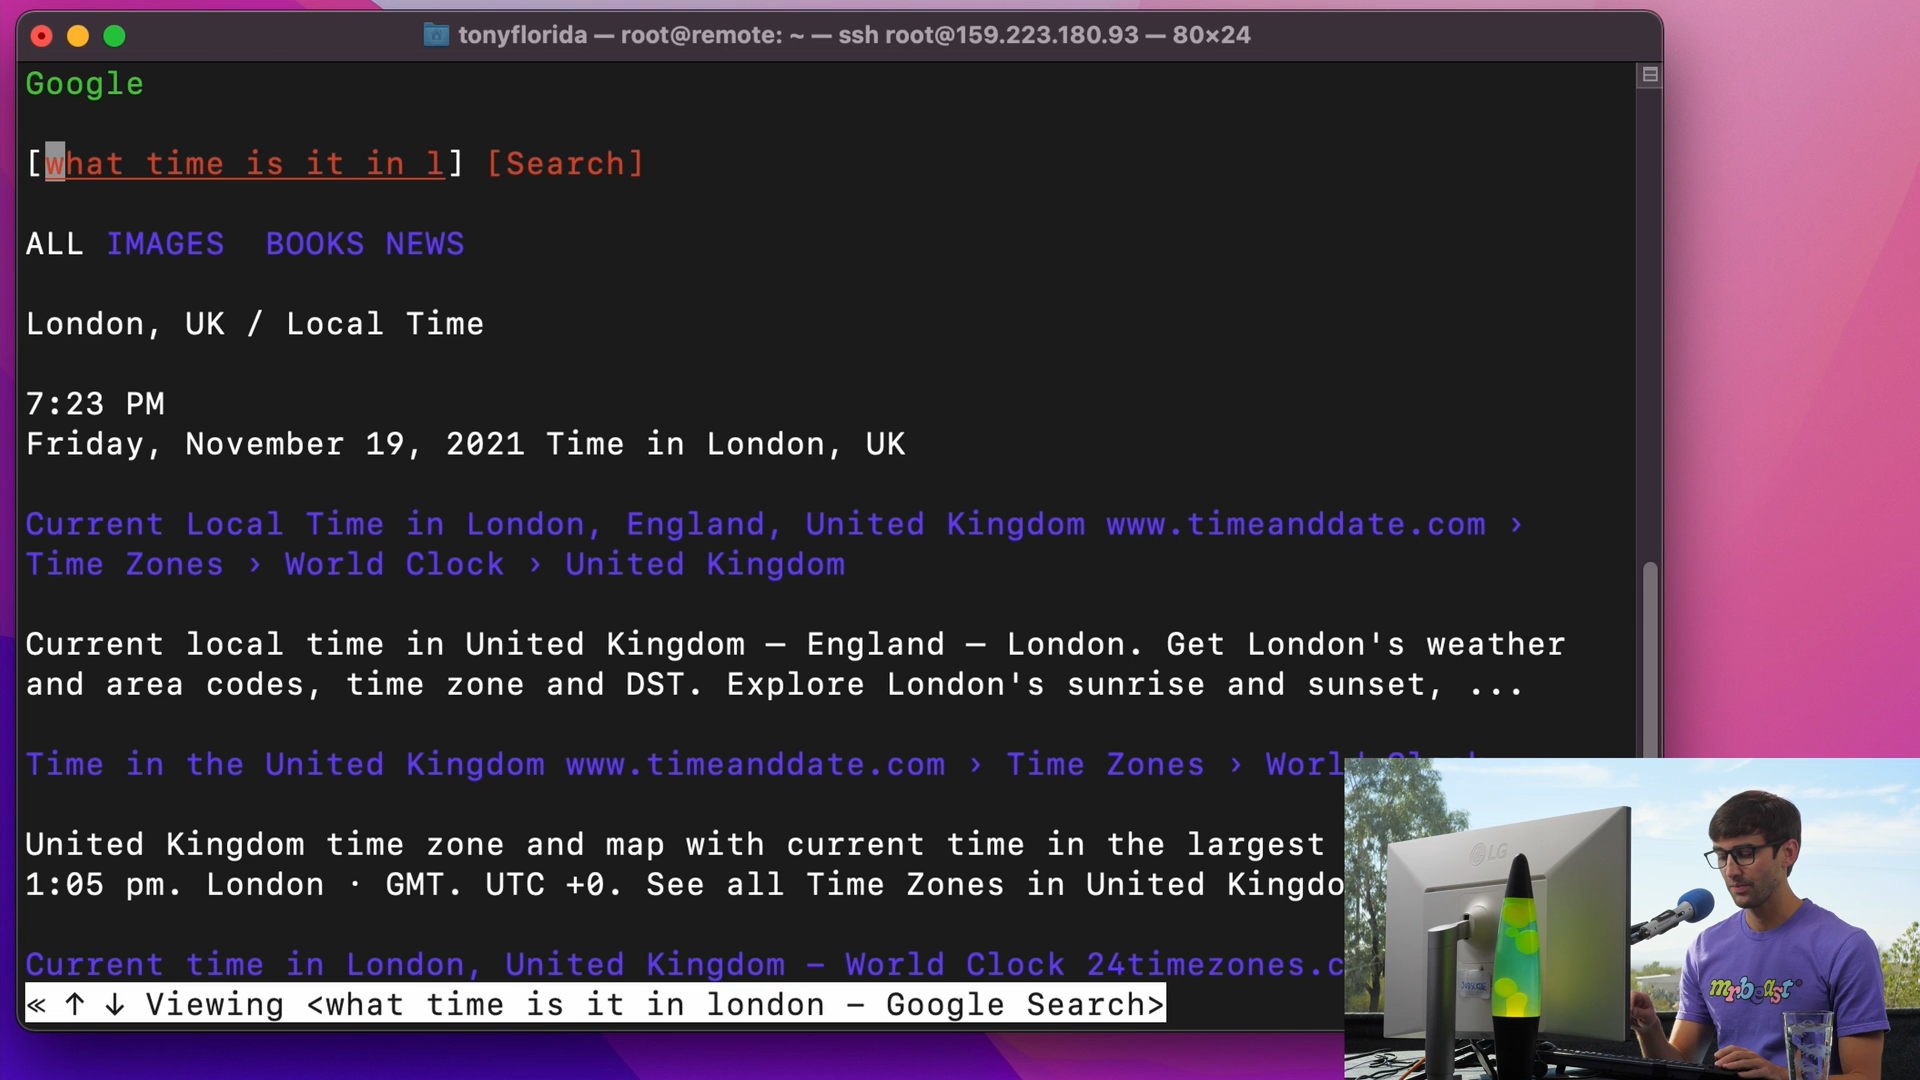 tonyflorida — root@remote: ~ — ssh root@159.223.180.93 — 80×24
Google
[what time is it in l] [Search]
ALL IMAGES BOOKS NEWS
London, UK / Local Time
7:23 PM
Friday, November 19, 2021 Time in London, UK
Current Local Time in London, England, United Kingdom www.timeanddate.com ›
Time Zones › World Clock › United Kingdom
Current local time in United Kingdom – England – London. Get London's weather
and area codes, time zone and DST. Explore London's sunrise and sunset, ...
Time in the United Kingdom www.timeanddate.com › Time Zones › World Clock
United Kingdom time zone and map with current time in the largest
1:05 pm. London · GMT. UTC +0. See all Time Zones in United Kingdo
Current time in London, United Kingdom – World Clock 24timezones.c
« ↑ ↓ Viewing <what time is it in london – Google Search>
LG
mrbeast